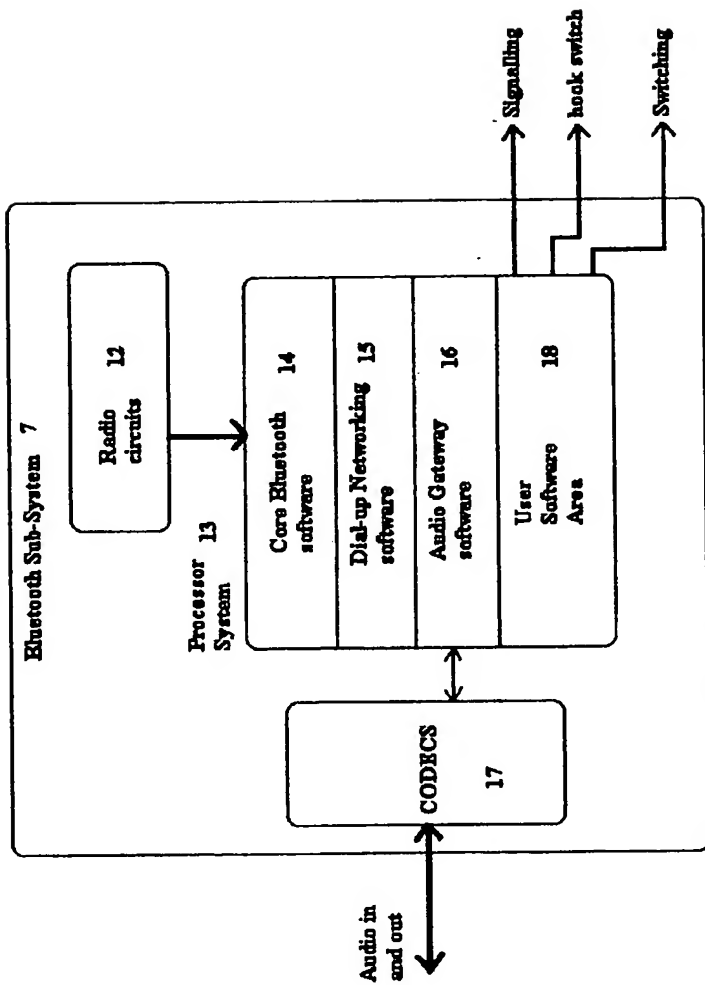 Bluetooth Sub-System 7
Radio 12
circuits
Processor 13
System
Core Bluetooth 14
software
Dial-up Networking 15
software
Audio Gateway 16
software
User
Software 18
Area
CODECS
17
Audio in
and out
Signalling
hook switch
Switching